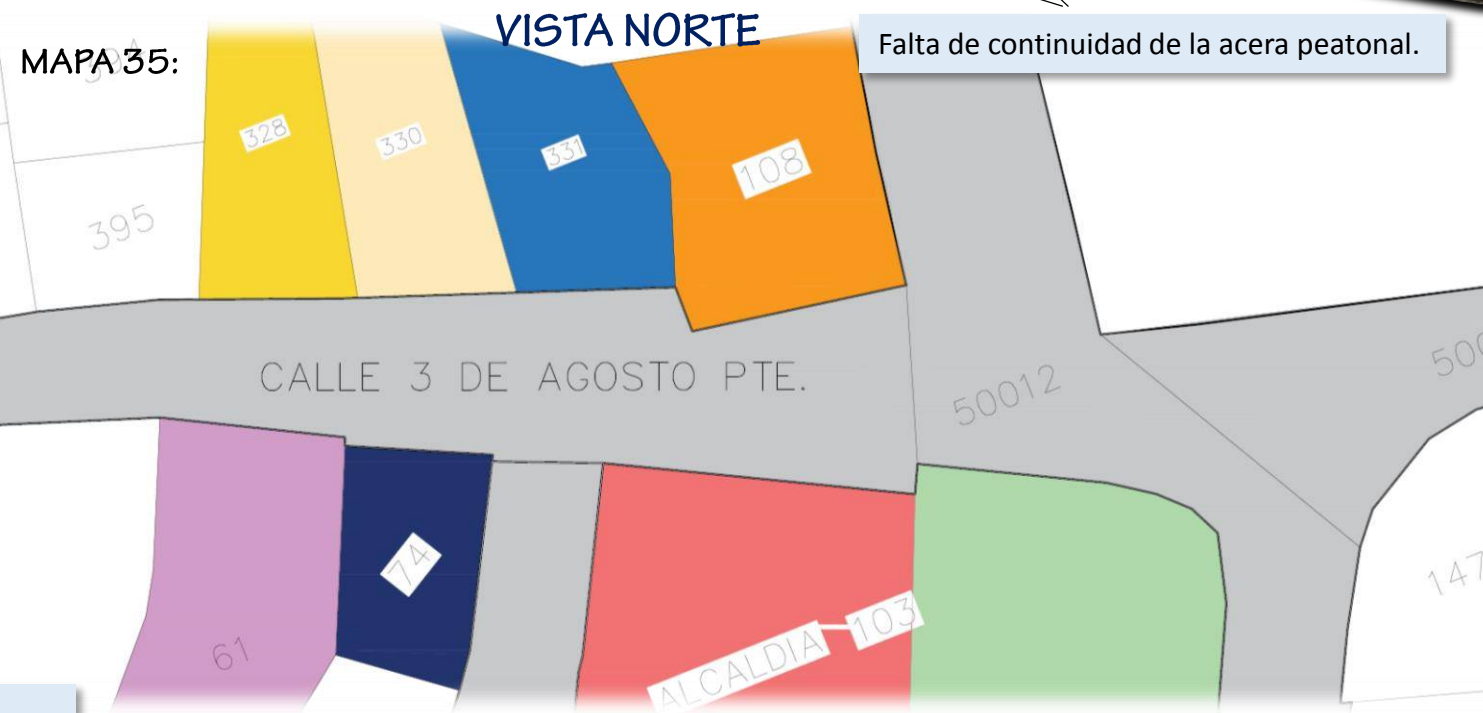 VISTA NORTE
MAPA 35:
Falta de continuidad de la acera peatonal.
328
330
331
108
395
CALLE 3 DE AGOSTO PTE.
50012
74
61
ALCALDIA 103
147